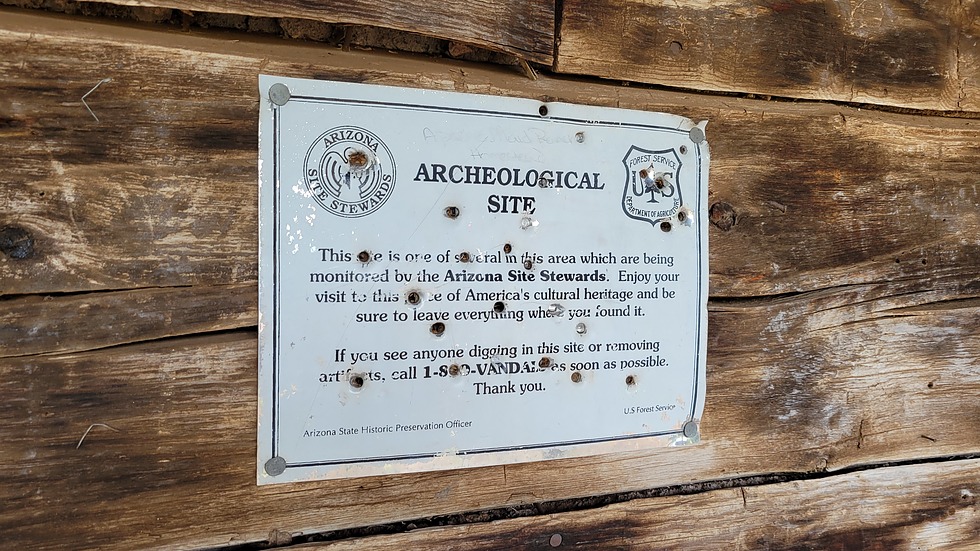 ARIZONA
SITE STEWARDS
ARCHEOLOGICAL
SITE
FOREST SERVICE
US
DEPARTMENT OF AGRICULTURE
This site is one of several in this area which are being
monitored by the Arizona Site Stewards. Enjoy your
visit to this piece of America's cultural heritage and be
sure to leave everything where you found it.
If you see anyone digging in this site or removing
artifacts, call 1-800-VANDALS as soon as possible.
Thank you.
Arizona State Historic Preservation Officer
U.S Forest Service